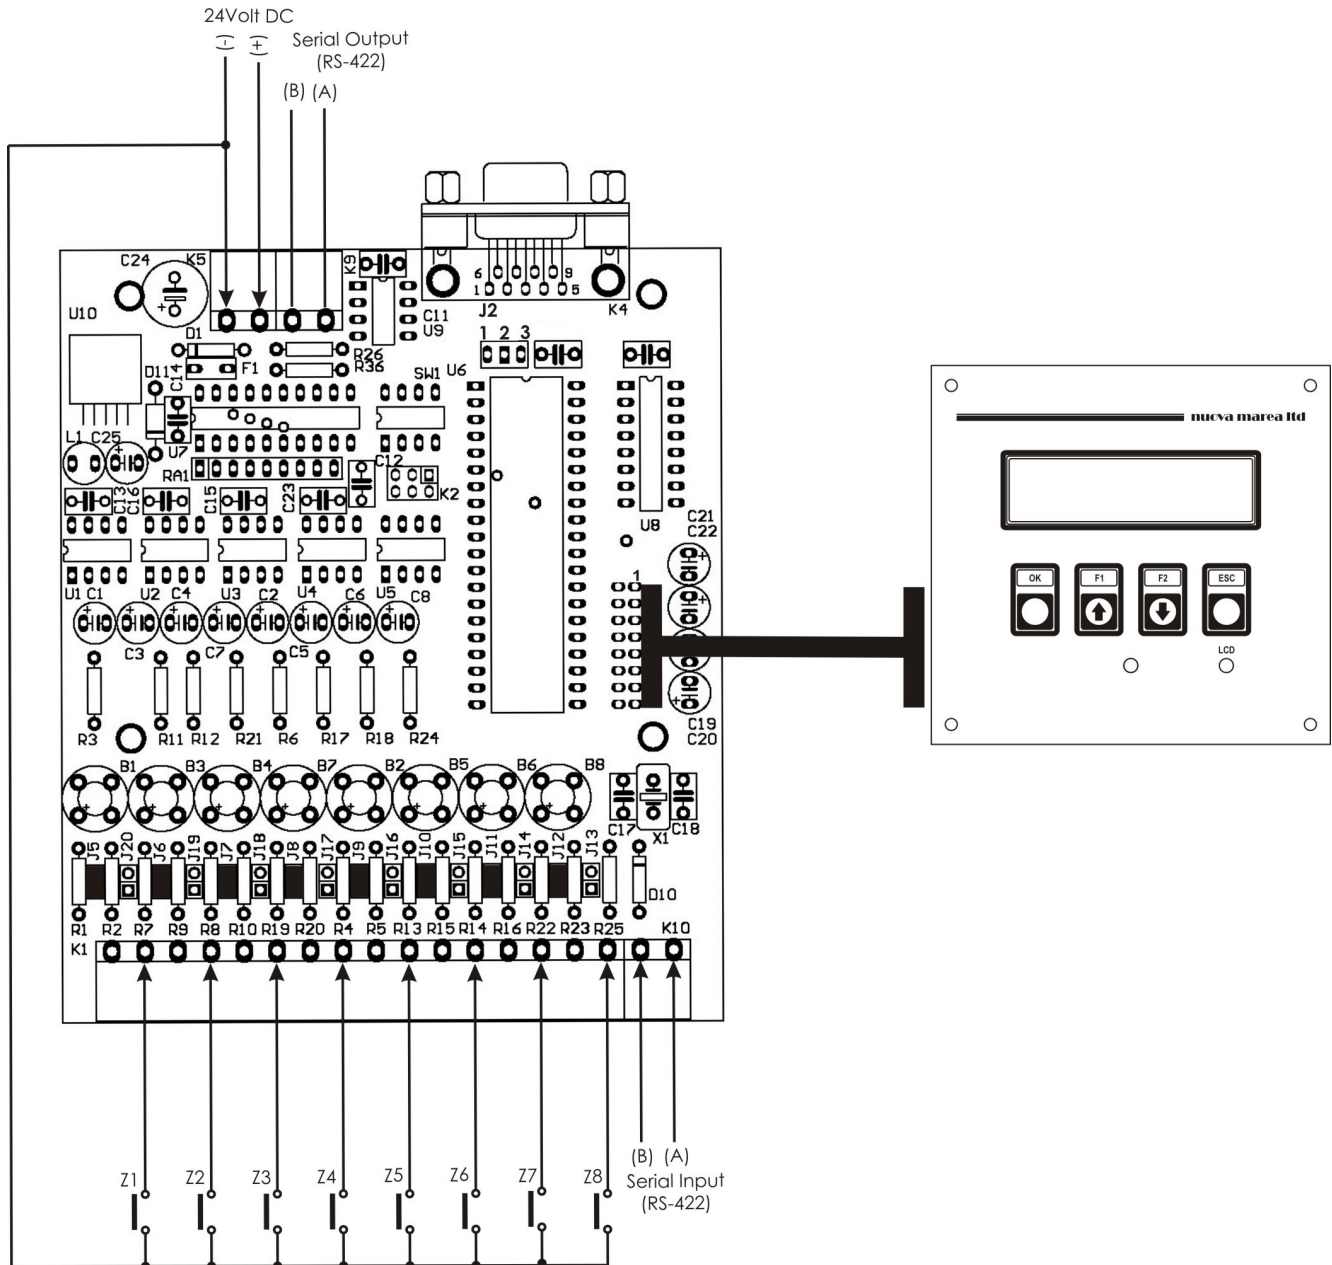 24Volt DC
(-) (+)
Serial Output
(RS-422)
(B) (A)
C24 K5 K9
6 9
1 5
J2 K4
U10
C11
U9
D1
1 2 3
R26
R36
D11 C14 F1 SW1 U6
nuova marea ltd
L1 C25
U7
C12
RA1
K2
C13 C16 C15 C23
U8
C21
C22
1
OK F1 F2 ESC
U1 C1 U2 C4 U3 C2 U4 C6 U5 C8
C3 C7 C5
LCD
C19
C20
R3 R11 R12 R21 R6 R17 R18 R24
B1 B3 B4 B7 B2 B5 B6 B8
C17 C18
X1
J5 J20 J6 J19 J7 J18 J8 J17 J9 J16 J10 J15 J11 J14 J12 J13
D10
R1 R2 R7 R9 R8 R10 R19 R20 R4 R5 R13 R15 R14 R16 R22 R23 R25 K10
K1
(B) (A)
Serial Input
(RS-422)
Z1 Z2 Z3 Z4 Z5 Z6 Z7 Z8